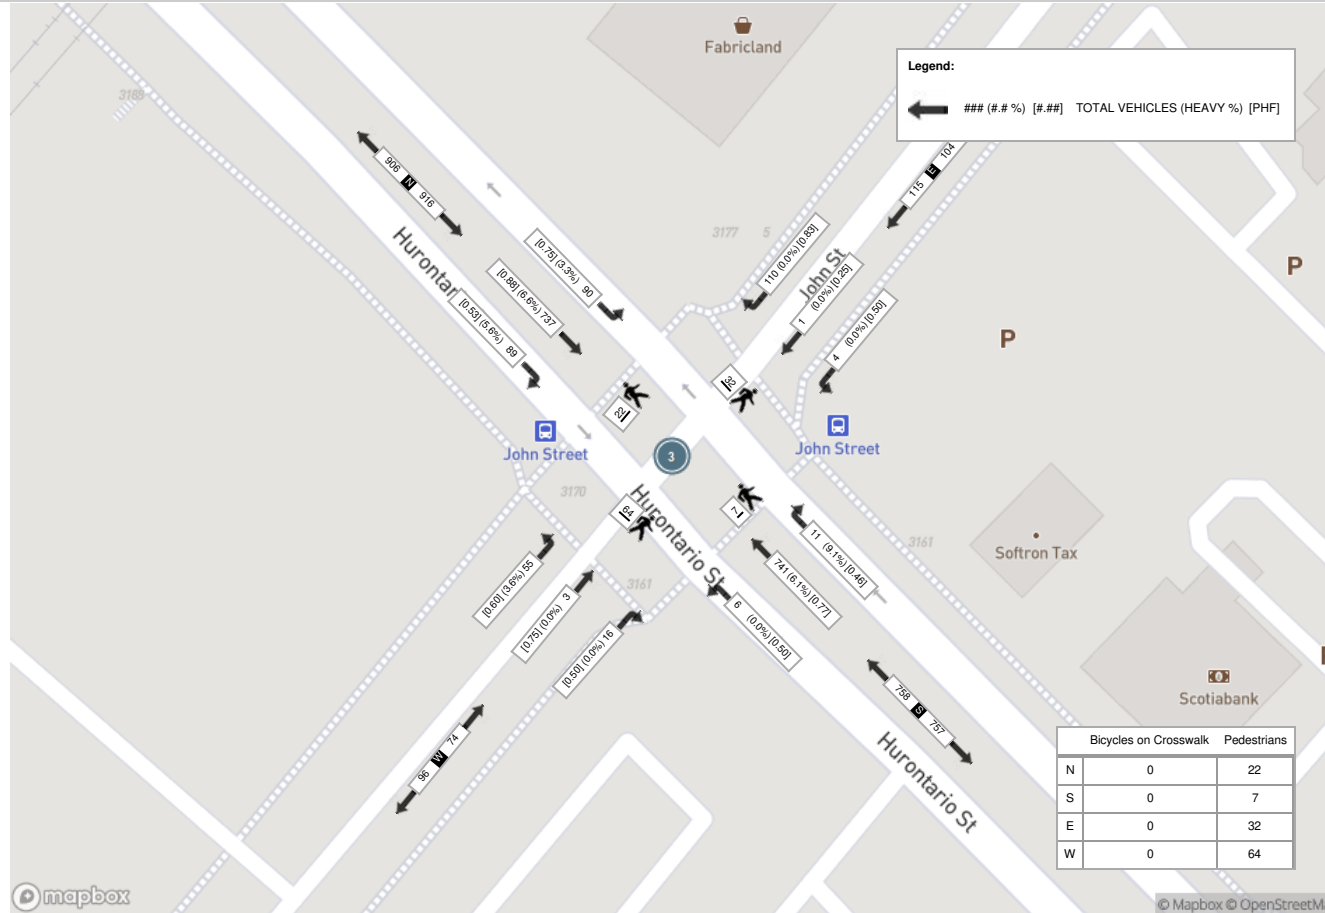 Fabricland
Legend:
### (#.# %) [#.##] TOTAL VEHICLES (HEAVY %) [PHF]
3165
906 N 916
115 E 104
Hurontar
[0.75] (3.3%) 90
[0.88] (6.6%) 737
[0.53] (5.6%) 89
3177
5
110 (0.0%) [0.83]
John St
1 (0.0%) [0.25]
4 (0.0%) [0.50]
P
P
32
22
John Street
John Street
3
3170
64
7
Hurontario St
11 (9.1%) [0.46]
741 (6.1%) [0.77]
6 (0.0%) [0.50]
3161
Softron Tax
3161
[0.60] (3.6%) 55
[0.75] (0.0%) 3
[0.50] (0.0%) 16
758 S 757
96 W 74
Scotiabank
Hurontario St
Bicycles on Crosswalk Pedestrians
N 0 22
S 0 7
E 0 32
W 0 64
mapbox
© Mapbox © OpenStreetM